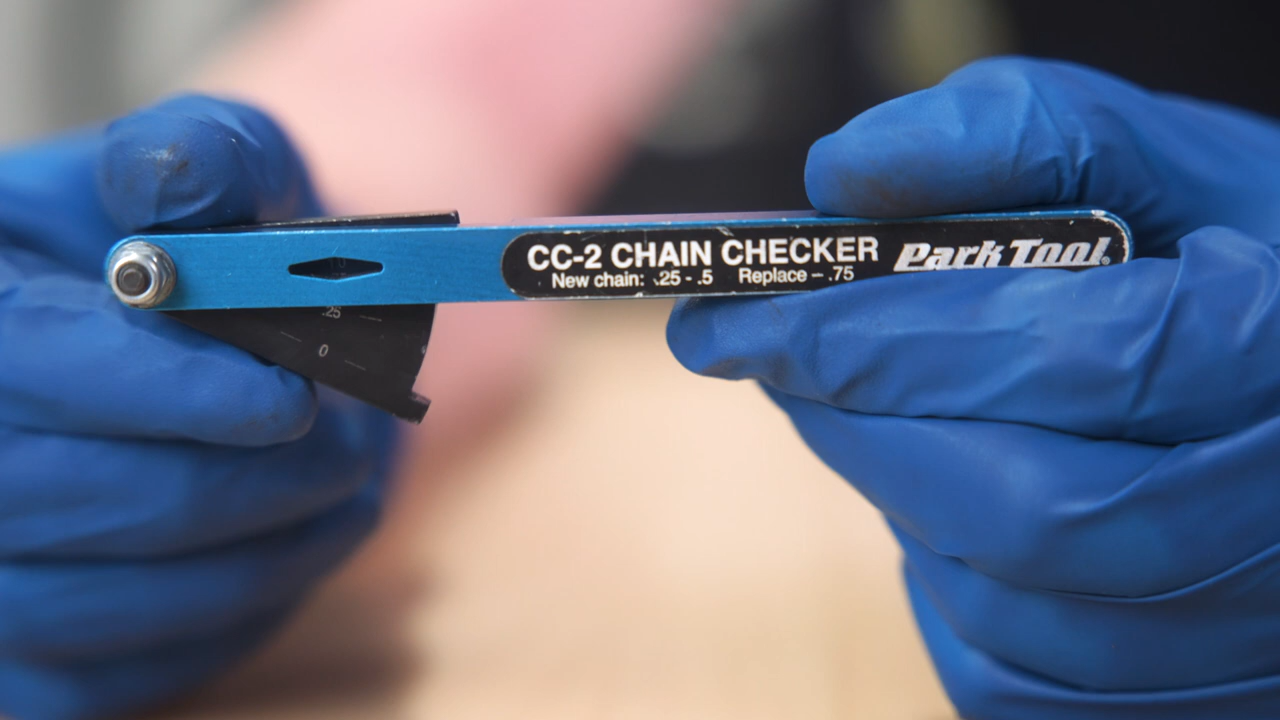 CC-2 CHAIN CHECKER
New chain: .25 - .5 Replace – .75
Park Tool®
.25
0